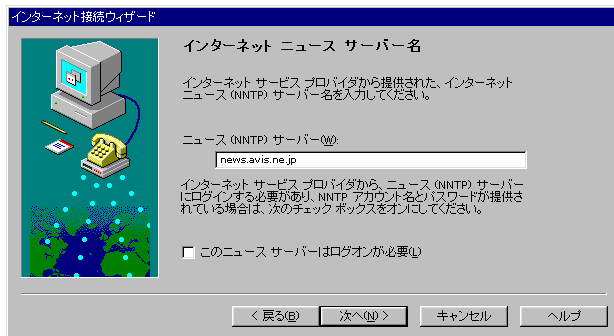 インターネット接続ウィザード
インターネット ニュース サーバー名
インターネット サービス プロバイダから提供された、インターネット
ニュース (NNTP) サーバー名を入力してください。
ニュース (NNTP) サーバー(W):
news.avis.ne.jp
インターネット サービス プロバイダから、ニュース (NNTP) サーバー
にログインする必要があり、NNTP アカウント名とパスワードが提供さ
れている場合は、次のチェック ボックスをオンにしてください。
このニュース サーバーはログオンが必要(L)
< 戻る(B)
次へ(N) >
キャンセル
ヘルプ